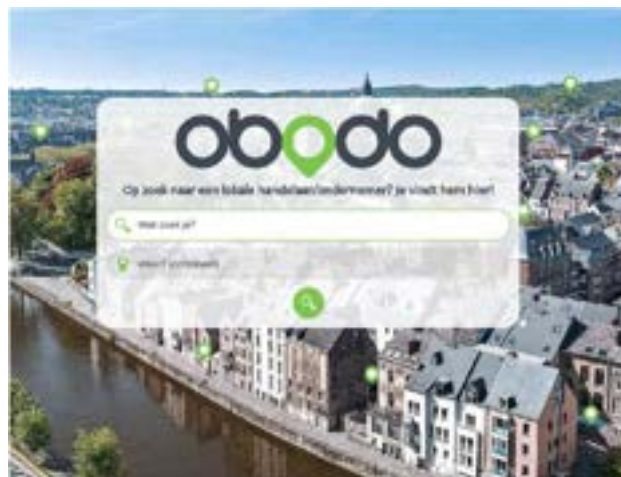 obodo
Op zoek naar een lokale handelaar/ondernemer? Je vindt hem hier!
Wat zoek je?